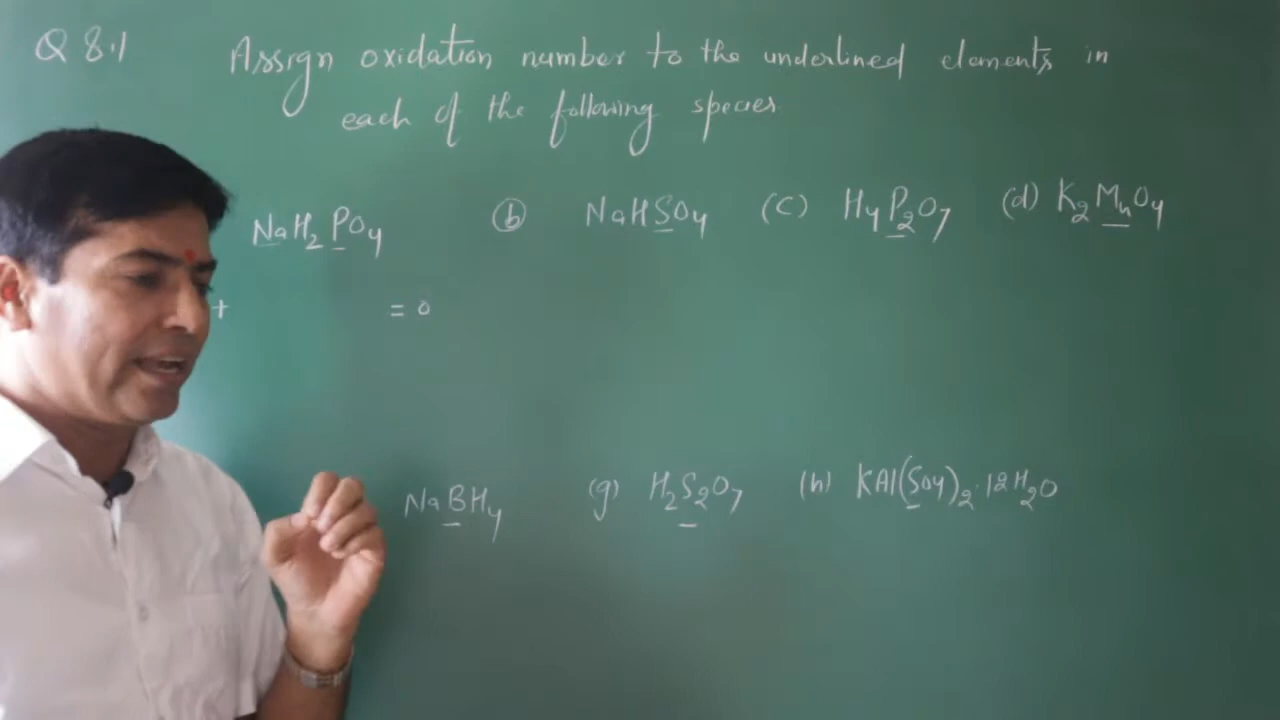 Q 8.1 Assign oxidation number to the underlined elements in
each of the following species.
NaH₂PO₄ (b) NaHSO₄ (C) H₄P₂O₇ (d) K₂MnO₄
+ = 0
NaBH₄ (g) H₂S₂O₇ (h) KAl(SO₄)₂.12H₂O